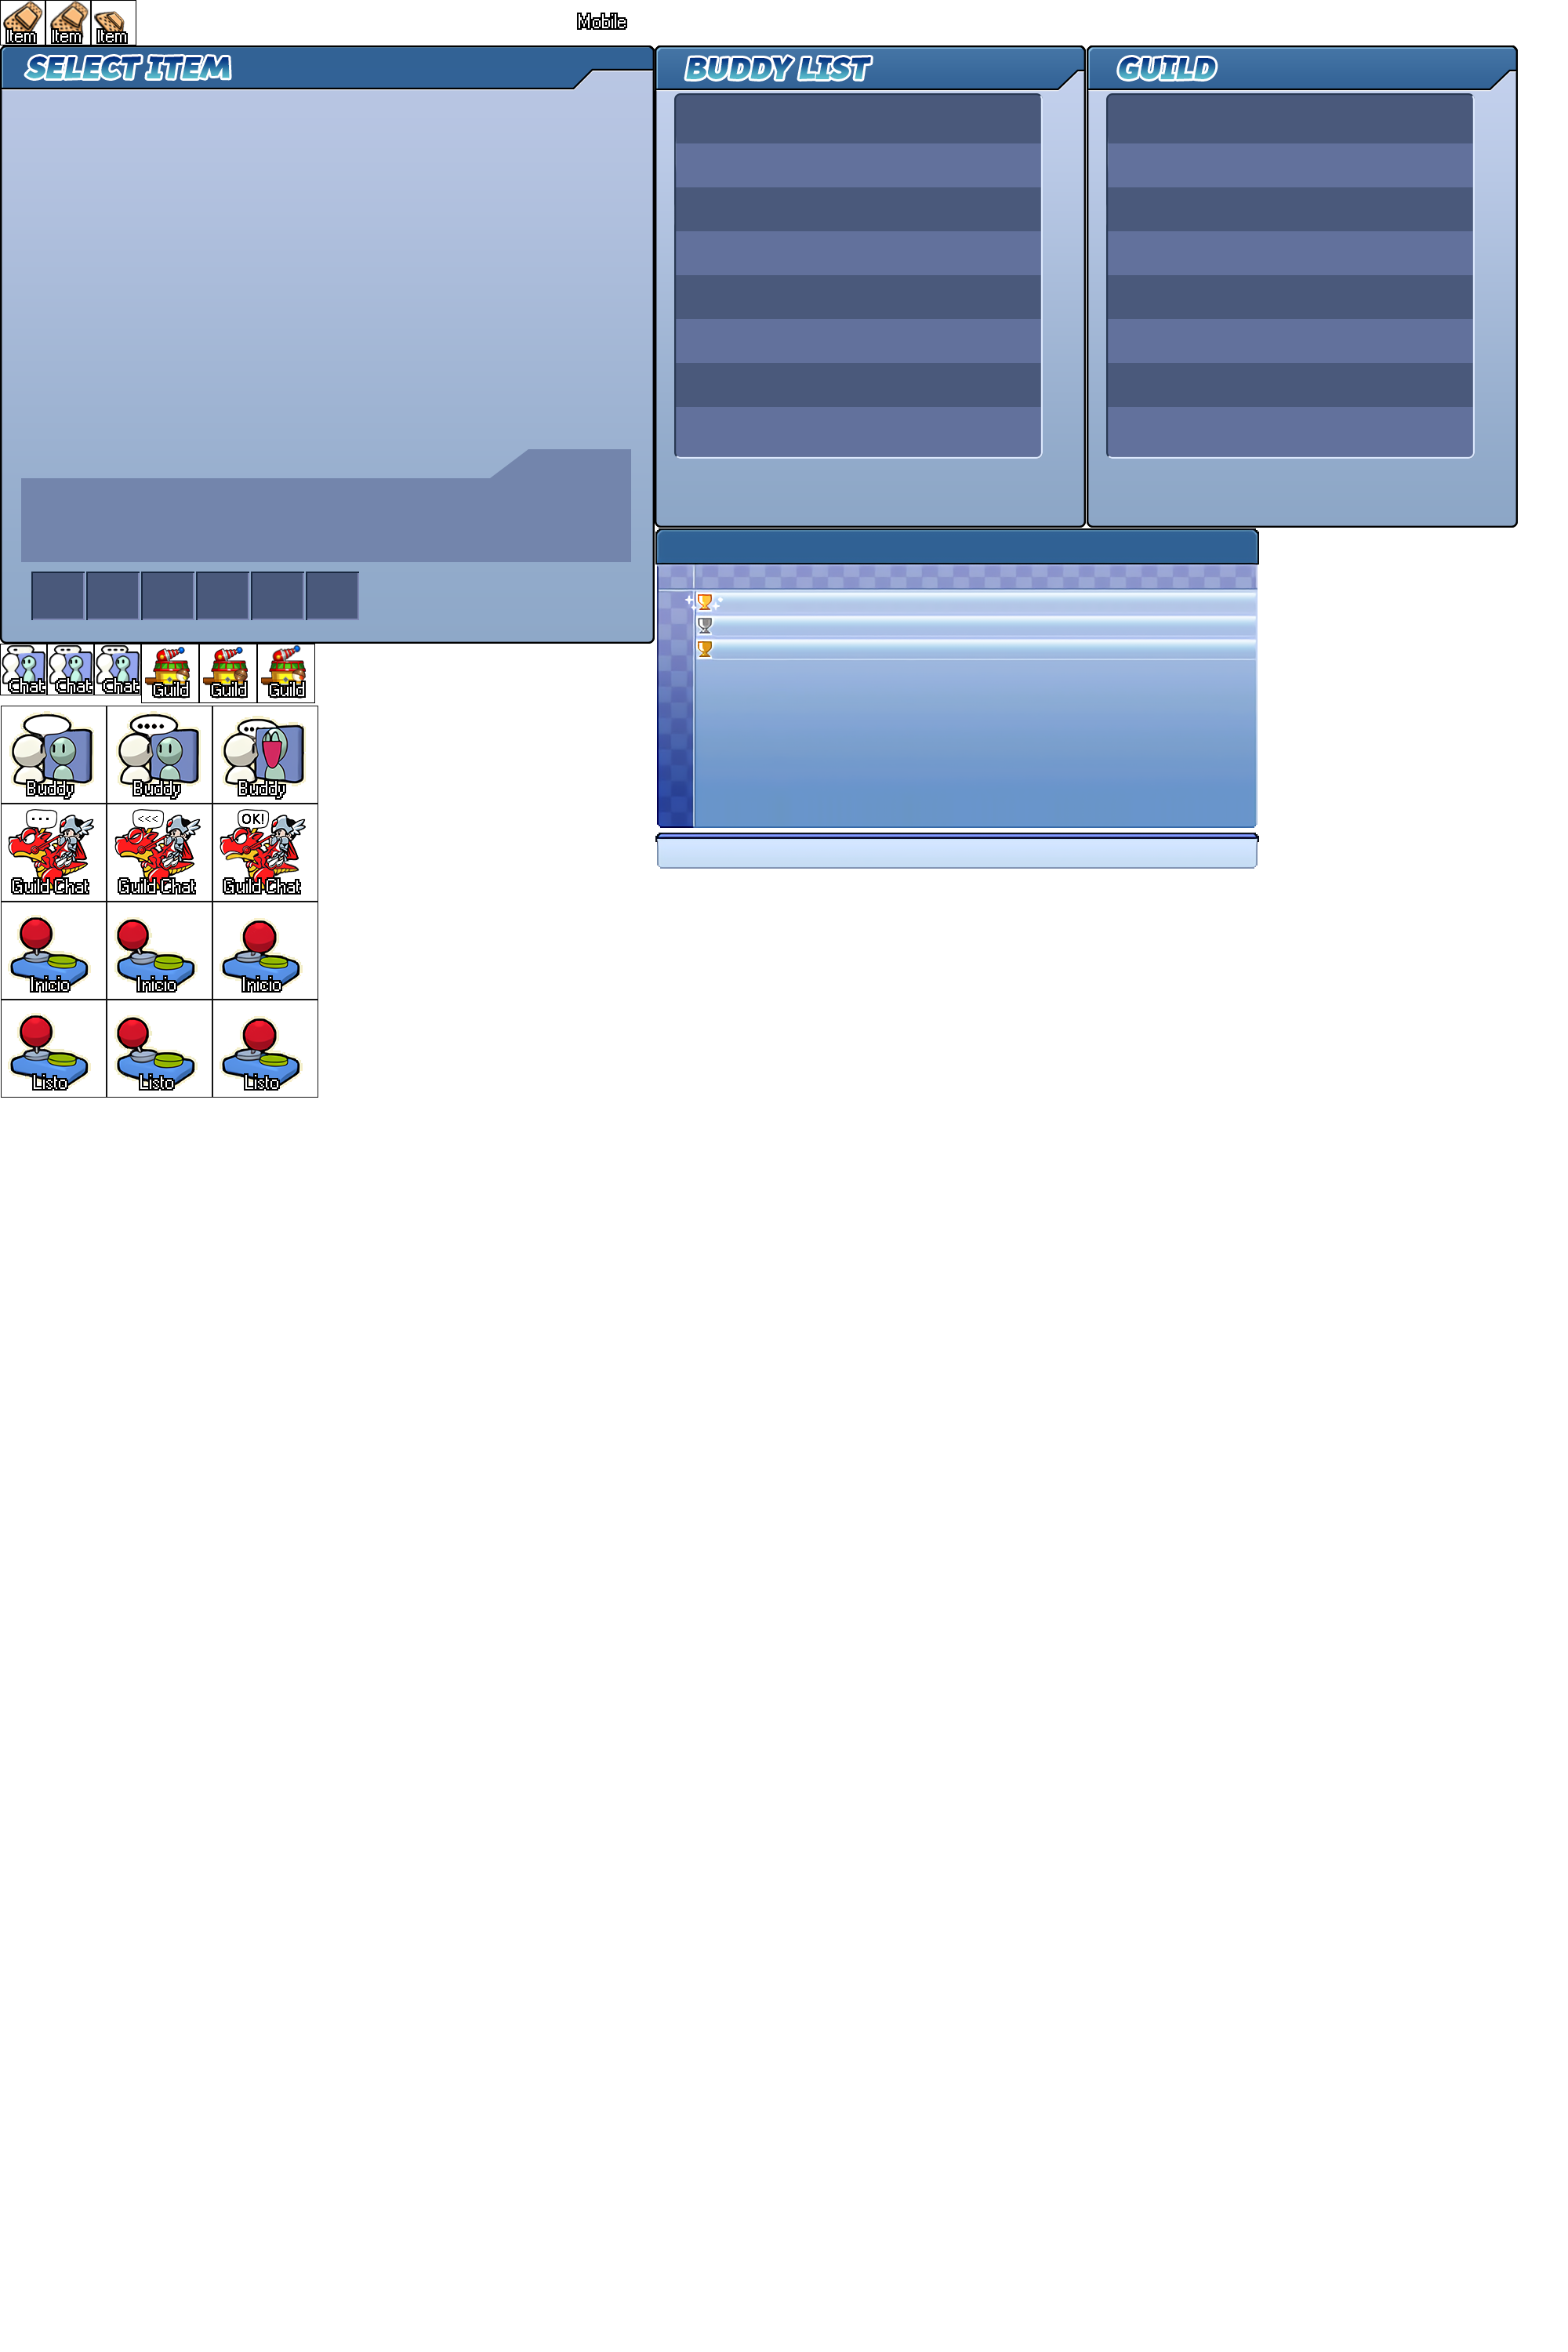 Item Item Item
Mobile
SELECT ITEM
BUDDY LIST
GUILD
Chat Chat Chat
Guild Guild Guild
Buddy Buddy Buddy
<<<
OK!
Guild Chat Guild Chat Guild Chat
Inicio Inicio Inicio
Listo Listo Listo